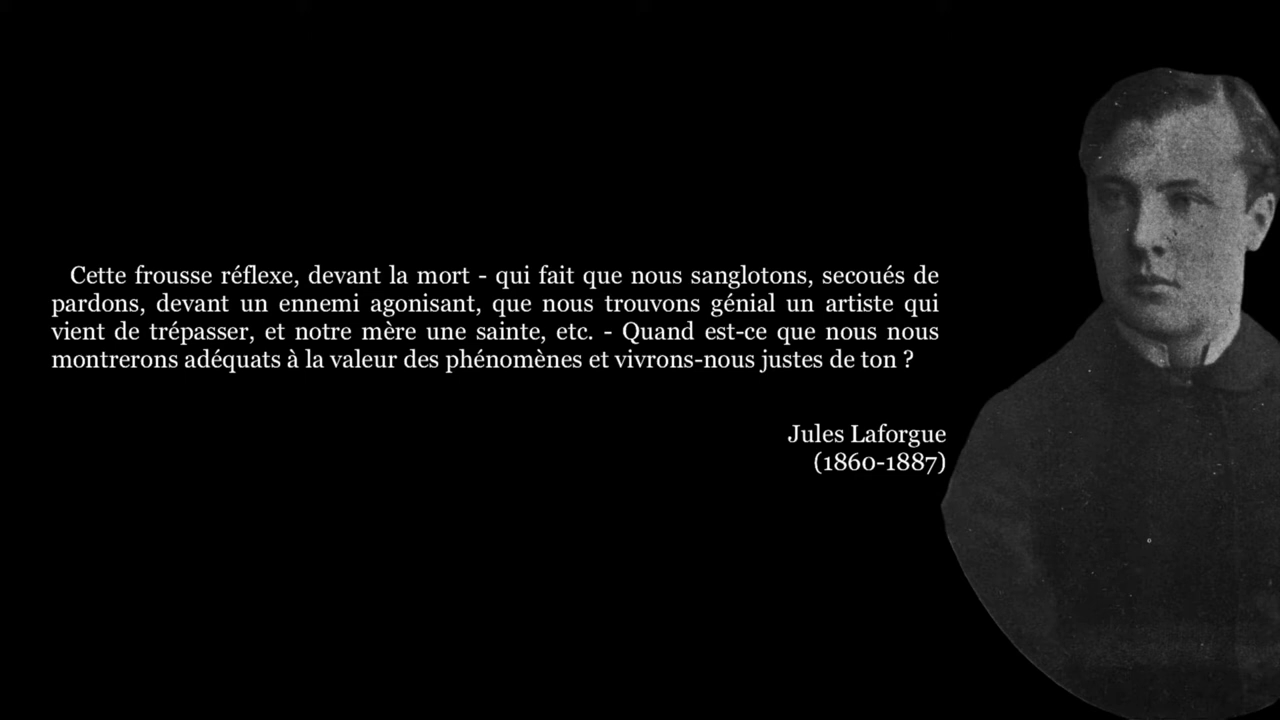 Cette frousse réflexe, devant la mort - qui fait que nous sanglotons, secoués de
pardons, devant un ennemi agonisant, que nous trouvons génial un artiste qui
vient de trépasser, et notre mère une sainte, etc. - Quand est-ce que nous nous
montrerons adéquats à la valeur des phénomènes et vivrons-nous justes de ton ?
Jules Laforgue
(1860-1887)